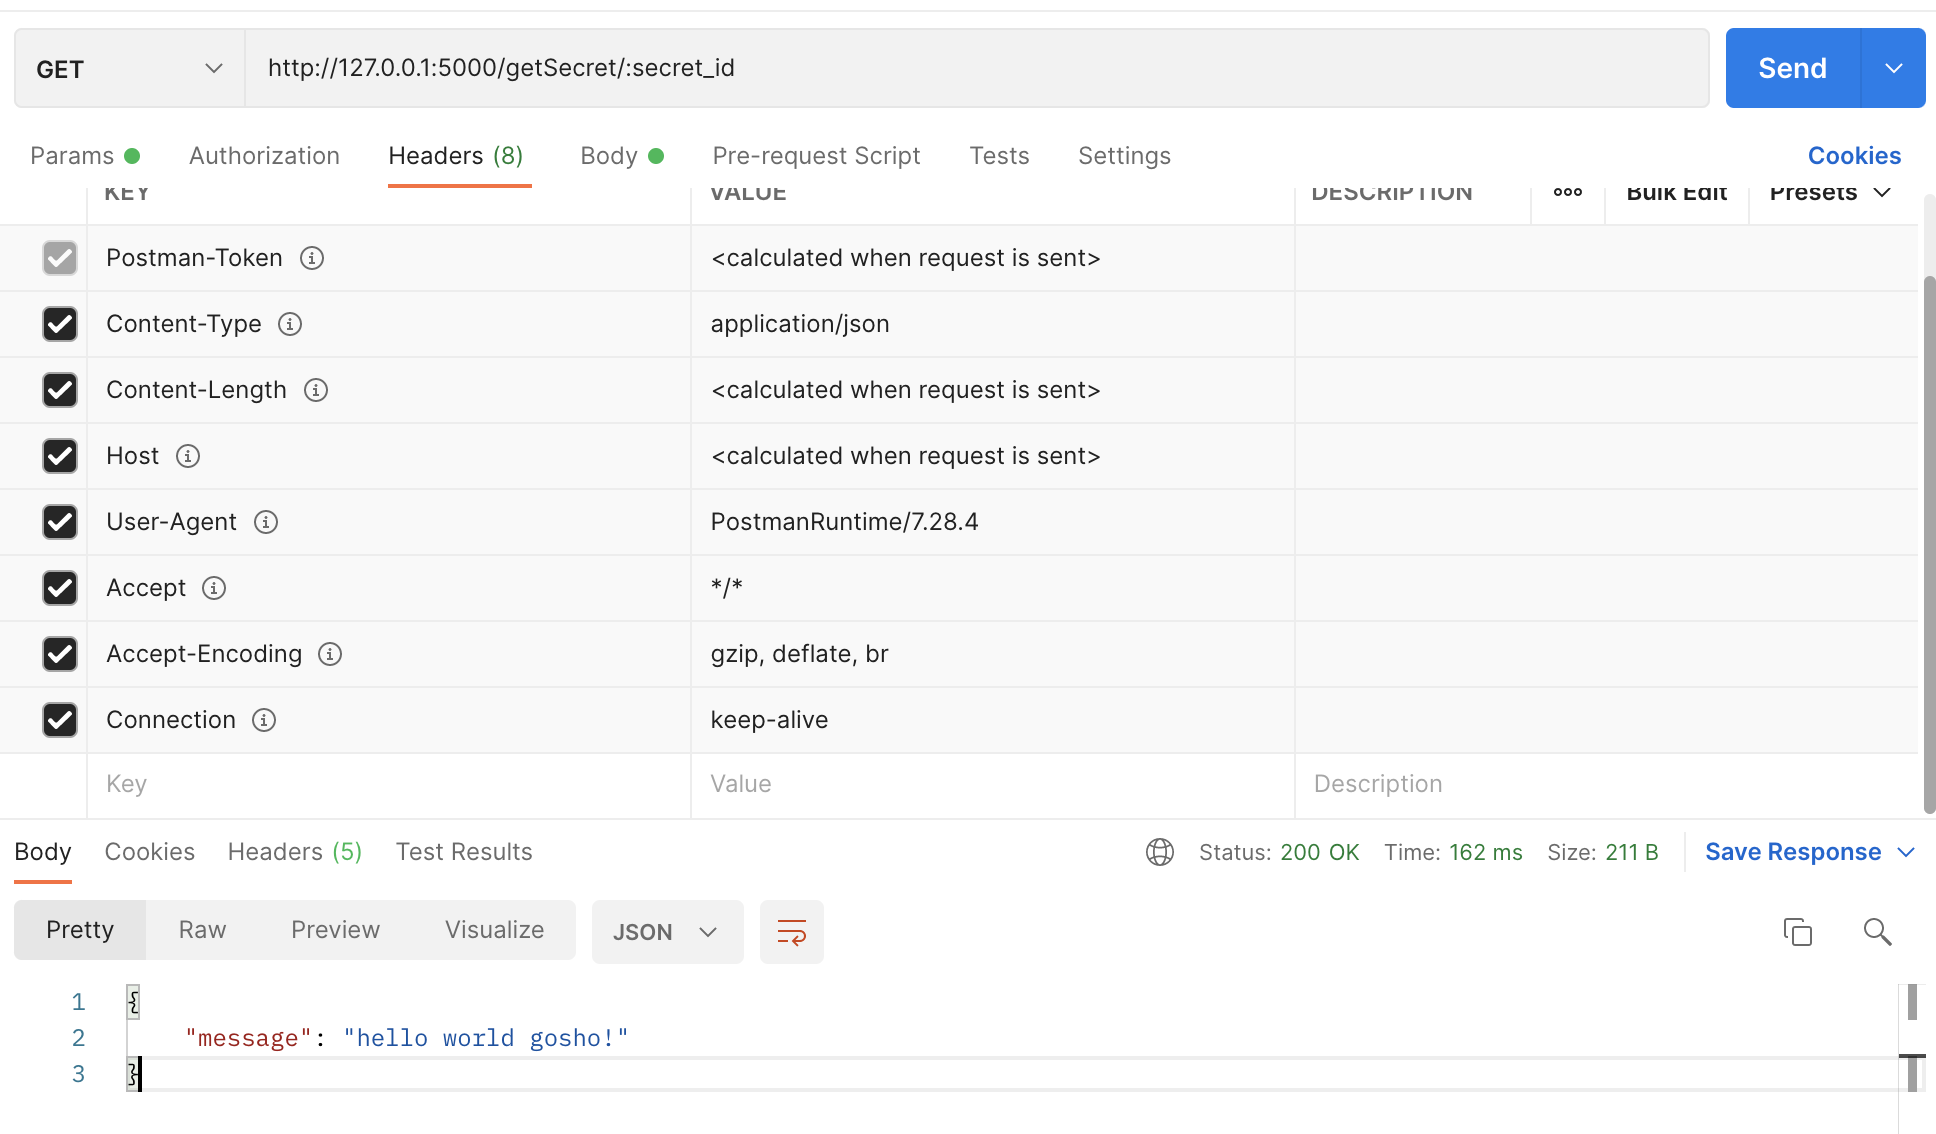 GET http://127.0.0.1:5000/getSecret/:secret_id Send
Params Authorization Headers (8) Body Pre-request Script Tests Settings Cookies
KEY VALUE DESCRIPTION ooo Bulk Edit Presets
Postman-Token <calculated when request is sent>
Content-Type application/json
Content-Length <calculated when request is sent>
Host <calculated when request is sent>
User-Agent PostmanRuntime/7.28.4
Accept */*
Accept-Encoding gzip, deflate, br
Connection keep-alive
Key Value Description
Body Cookies Headers (5) Test Results Status: 200 OK Time: 162 ms Size: 211 B Save Response
Pretty Raw Preview Visualize JSON
1 {
2 "message": "hello world gosho!"
3 }